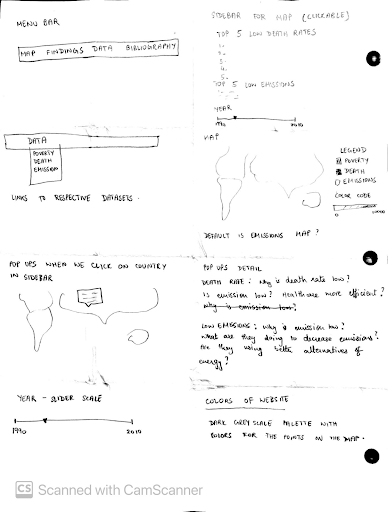 MENU BAR
MAP FINDINGS DATA BIBLIOGRAPHY
SIDEBAR FOR MAP (CLICKABLE)
TOP 5 LOW DEATH RATES
1-
2-
3-
4-
5-
TOP 5 LOW EMISSIONS
YEAR
1990 2010
DATA
POVERTY
DEATH
EMISSION
LINKS TO RESPECTIVE DATASETS.
MAP
LEGEND
POVERTY
DEATH
EMISSIONS
COLOR CODE
0
DEFAULT IS EMISSIONS MAP?
POP UPS WHEN WE CLICK ON COUNTRY
IN SIDEBAR
YEAR - SLIDER SCALE
1990 2010
POP UPS DETAIL
DEATH RATE: why is death rate low?
Is emission low? Healthcare more efficient?
why is emission low?
LOW EMISSIONS: why is emission low?
what are they doing to decrease emissions?
Are they using better alternatives of
energy?
COLORS OF WEBSITE
DARK GREYSCALE PALETTE WITH
COLORS FOR THE POINTS ON THE MAP.
CS Scanned with CamScanner